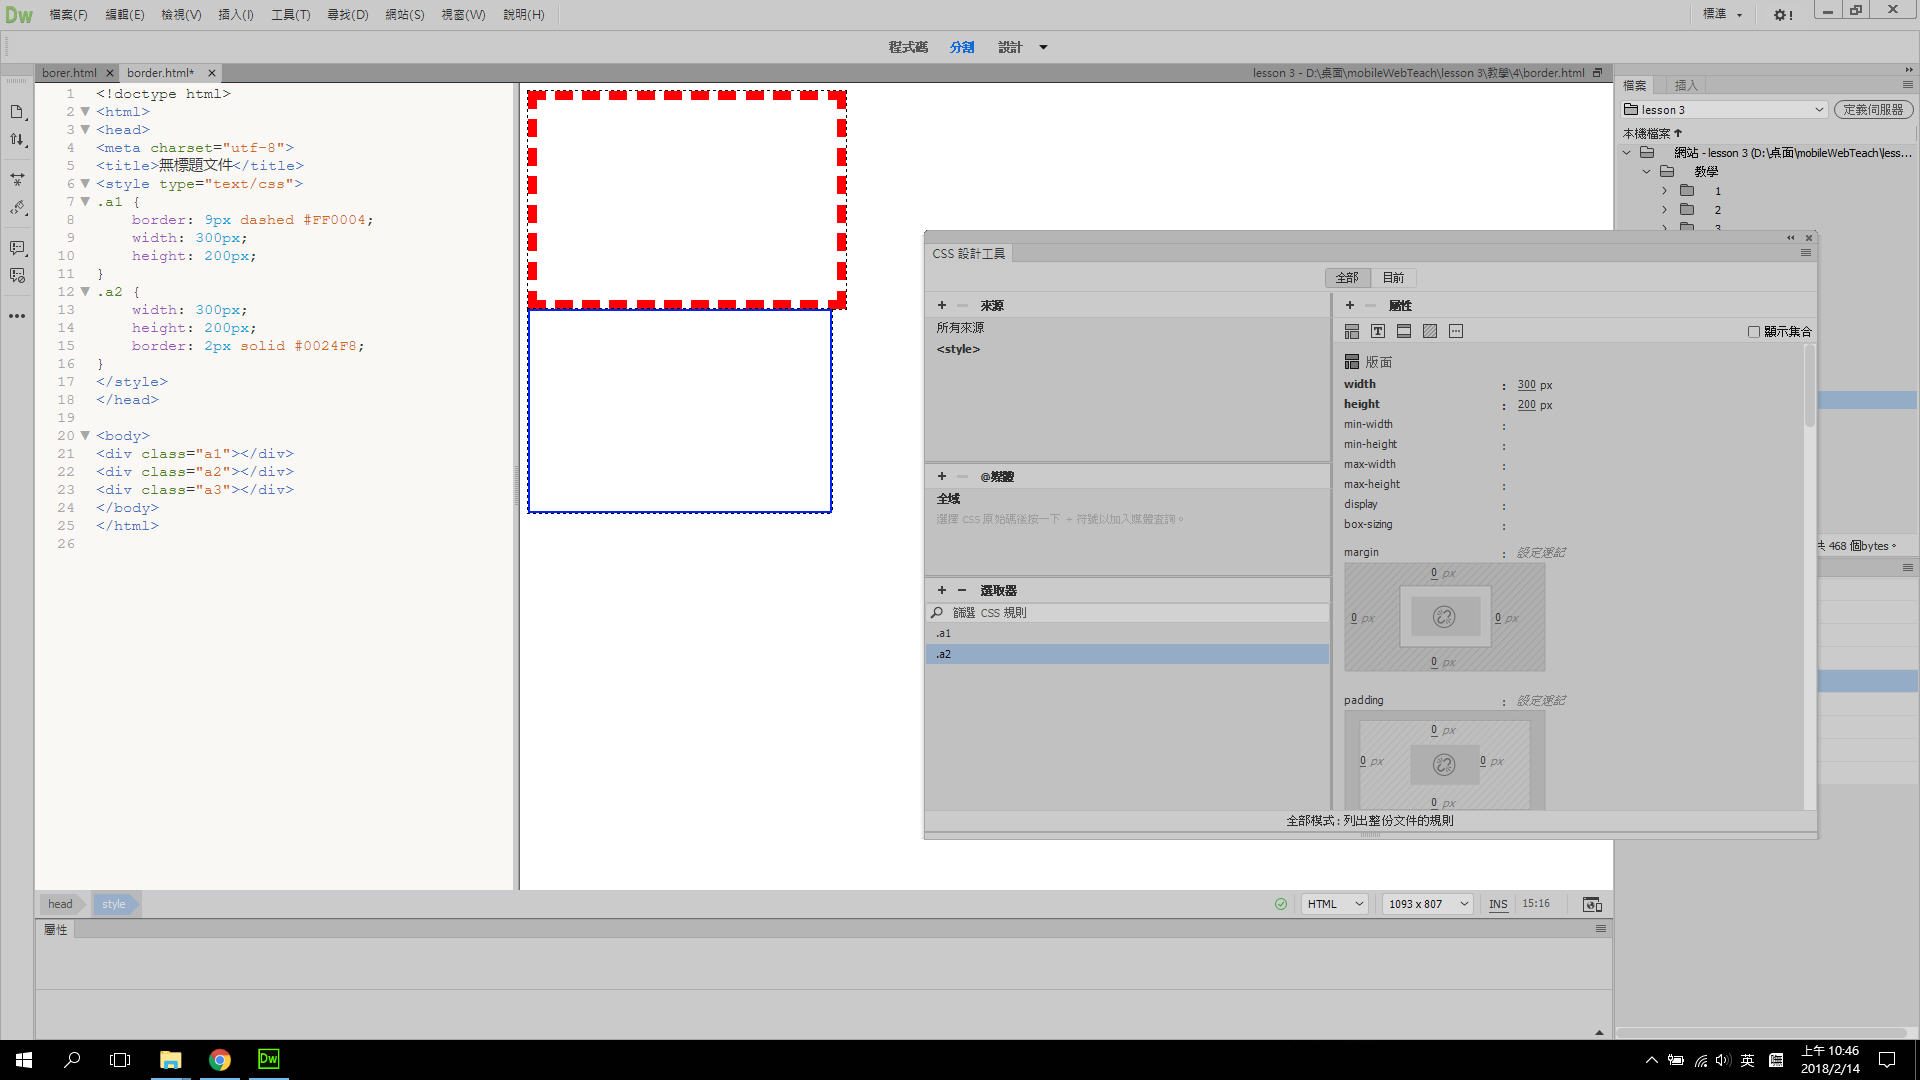 Dw 檔案(F) 編輯(E) 檢視(V) 插入(I) 工具(T) 尋找(D) 網站(S) 視窗(W) 說明(H) 標準 !
程式碼 分割 設計
borer.html border.html* lesson 3 - D:\桌面\mobileWebTeach\lesson 3\教學\4\border.html
1 <!doctype html>
2 <html>
3 <head>
4 <meta charset="utf-8">
5 <title>無標題文件</title>
6 <style type="text/css">
7 .a1 {
8 border: 9px dashed #FF0004;
9 width: 300px;
10 height: 200px;
11 }
12 .a2 {
13 width: 300px;
14 height: 200px;
15 border: 2px solid #0024F8;
16 }
17 </style>
18 </head>
19
20 <body>
21 <div class="a1"></div>
22 <div class="a2"></div>
23 <div class="a3"></div>
24 </body>
25 </html>
26
檔案 插入
lesson 3 定義伺服器
本機檔案
網站 - lesson 3 (D:\桌面\mobileWebTeach\less...
教學
1
2
3
共 468 個bytes。
CSS 設計工具
全部 目前
+ − 來源
所有來源
<style>
+ − @媒體
全域
選擇 CSS 原始碼後按一下 + 符號以加入媒體查詢。
+ − 選取器
篩選 CSS 規則
.a1
.a2
+ − 屬性
T 顯示集合
版面
width : 300 px
height : 200 px
min-width :
min-height :
max-width :
max-height :
display :
box-sizing :
margin : 設定速記
0 px
0 px 0 px
0 px
padding : 設定速記
0 px
0 px 0 px
0 px
全部模式 : 列出整份文件的規則
head style HTML 1093 x 807 INS 15:16
屬性
Dw 英 上午 10:46
2018/2/14